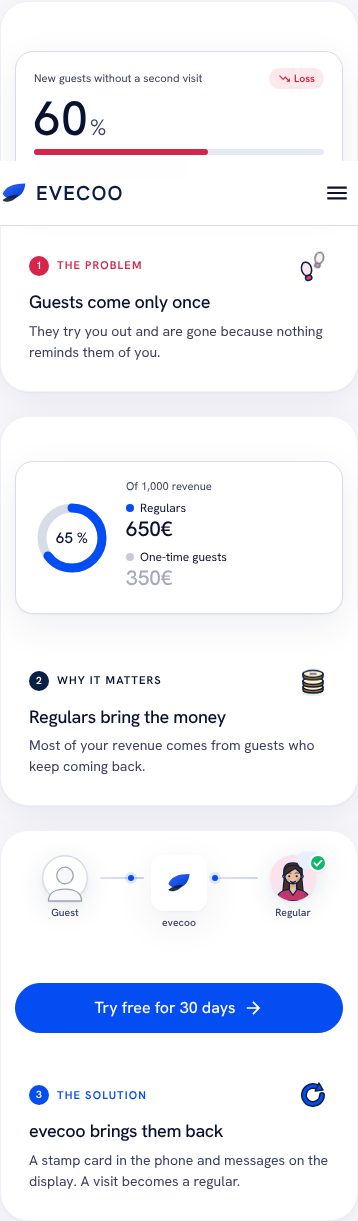 New guests without a second visit
Loss
60%
EVECOO
1 THE PROBLEM
Guests come only once
They try you out and are gone because nothing
reminds them of you.
Of 1,000 revenue
65 %
Regulars
650€
One-time guests
350€
2 WHY IT MATTERS
Regulars bring the money
Most of your revenue comes from guests who
keep coming back.
Guest
evecoo
Regular
Try free for 30 days
3 THE SOLUTION
evecoo brings them back
A stamp card in the phone and messages on the
display. A visit becomes a regular.